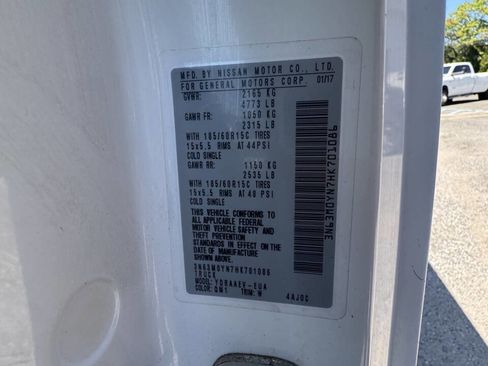 MFD. BY NISSAN MOTOR CO., LTD.
FOR GENERAL MOTORS CORP. 01/17
GVWR: 2165 KG
4773 LB
GAWR FR: 1050 KG
2315 LB
WITH 185/60R15C TIRES
15x5.5 RIMS AT 44PSI
COLD SINGLE
GAWR RR: 1150 KG
2535 LB
WITH 185/60R15C TIRES
15x5.5 RIMS AT 48 PSI
COLD SINGLE
THIS VEHICLE CONFORMS TO
ALL APPLICABLE FEDERAL
MOTOR VEHICLE SAFETY AND
THEFT PREVENTION
STANDARDS IN EFFECT ON
THE DATE OF MANUFACTURE
SHOWN ABOVE
3N63M0YN7HK701086
TRUCK
MODEL: YDRAAEV-EUA
COLOR: QM1 TRIM: W 4AJ0C
3N63M0YN7HK701086